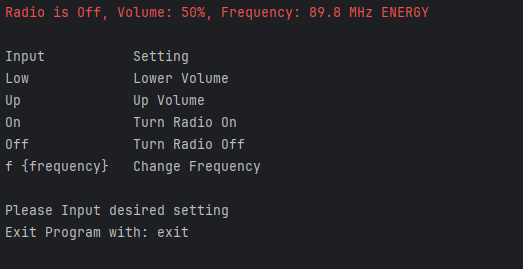 Radio is Off, Volume: 50%, Frequency: 89.8 MHz ENERGY
Input Setting
Low Lower Volume
Up Up Volume
On Turn Radio On
Off Turn Radio Off
f {frequency} Change Frequency
Please Input desired setting
Exit Program with: exit